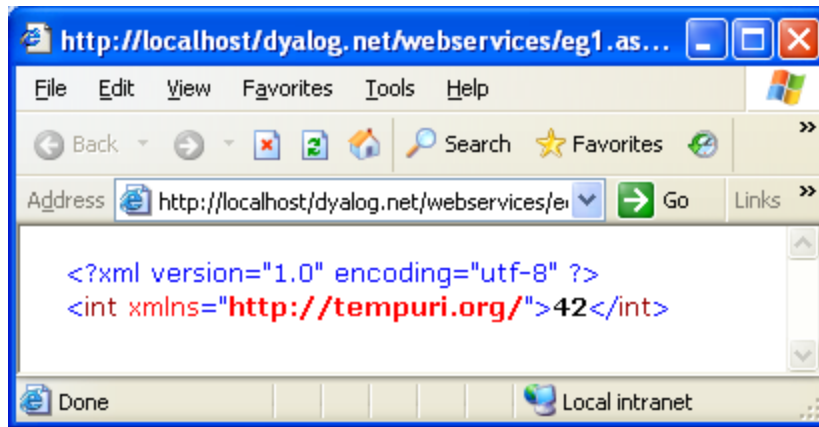 http://localhost/dyalog.net/webservices/eg1.as...
File Edit View Favorites Tools Help
Back Search Favorites »
Address http://localhost/dyalog.net/webservices/e Go Links »
<?xml version="1.0" encoding="utf-8" ?>
<int xmlns="http://tempuri.org/">42</int>
Done Local intranet